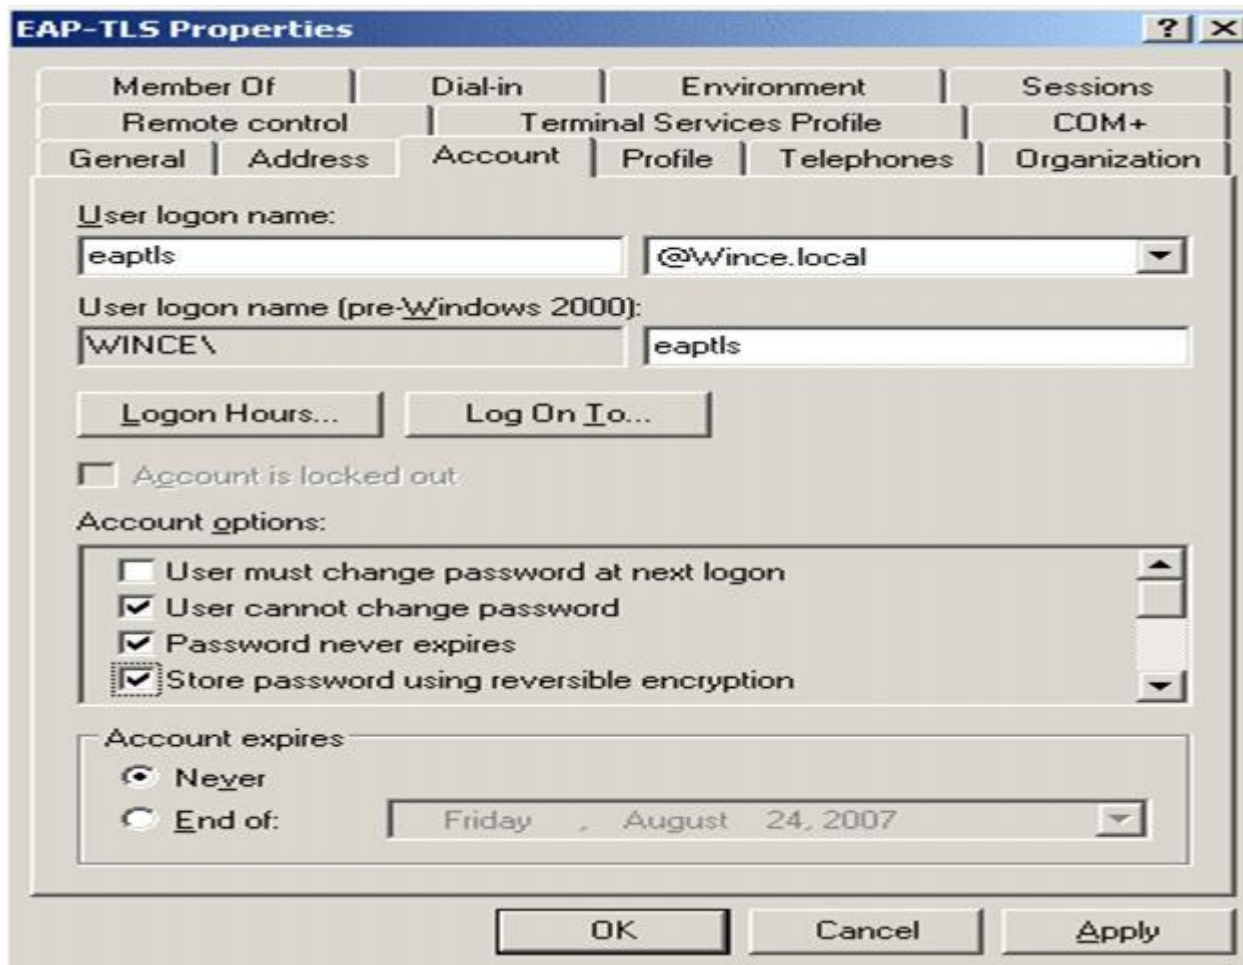 EAP-TLS Properties
Member Of Dial-in Environment Sessions
Remote control Terminal Services Profile COM+
General Address Account Profile Telephones Organization
User logon name:
eaptls @Wince.local
User logon name (pre-Windows 2000):
WINCE\ eaptls
Logon Hours... Log On To...
Account is locked out
Account options:
User must change password at next logon
User cannot change password
Password never expires
Store password using reversible encryption
Account expires
Never
End of: Friday , August 24, 2007
OK Cancel Apply